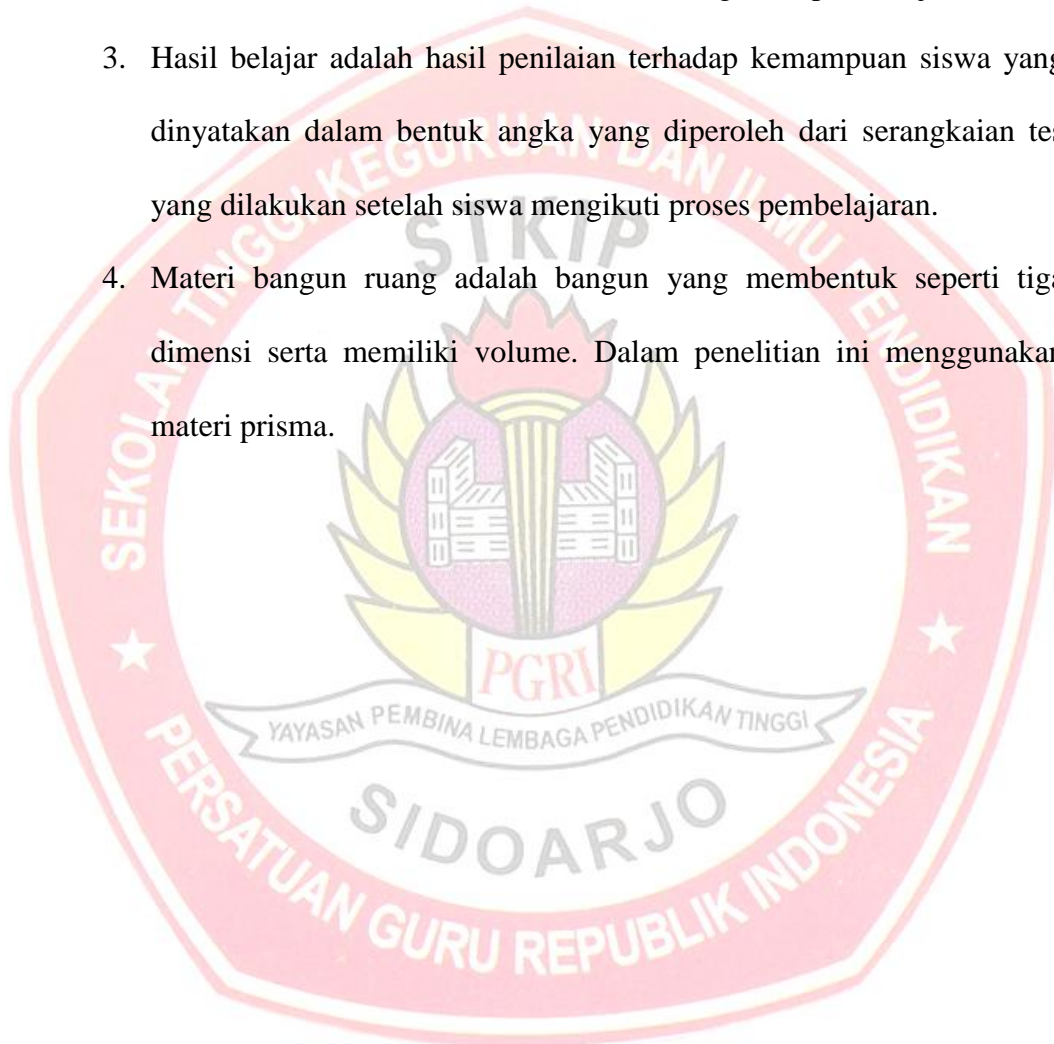 3. Hasil belajar adalah hasil penilaian terhadap kemampuan siswa yang
dinyatakan dalam bentuk angka yang diperoleh dari serangkaian tes
yang dilakukan setelah siswa mengikuti proses pembelajaran.
4. Materi bangun ruang adalah bangun yang membentuk seperti tiga
dimensi serta memiliki volume. Dalam penelitian ini menggunakan
materi prisma.
SEKOLAH TINGGI KEGURUAN DAN ILMU PENDIDIKAN
STKIP
PGRI
YAYASAN PEMBINA LEMBAGA PENDIDIKAN TINGGI
SIDOARJO
PERSATUAN GURU REPUBLIK INDONESIA